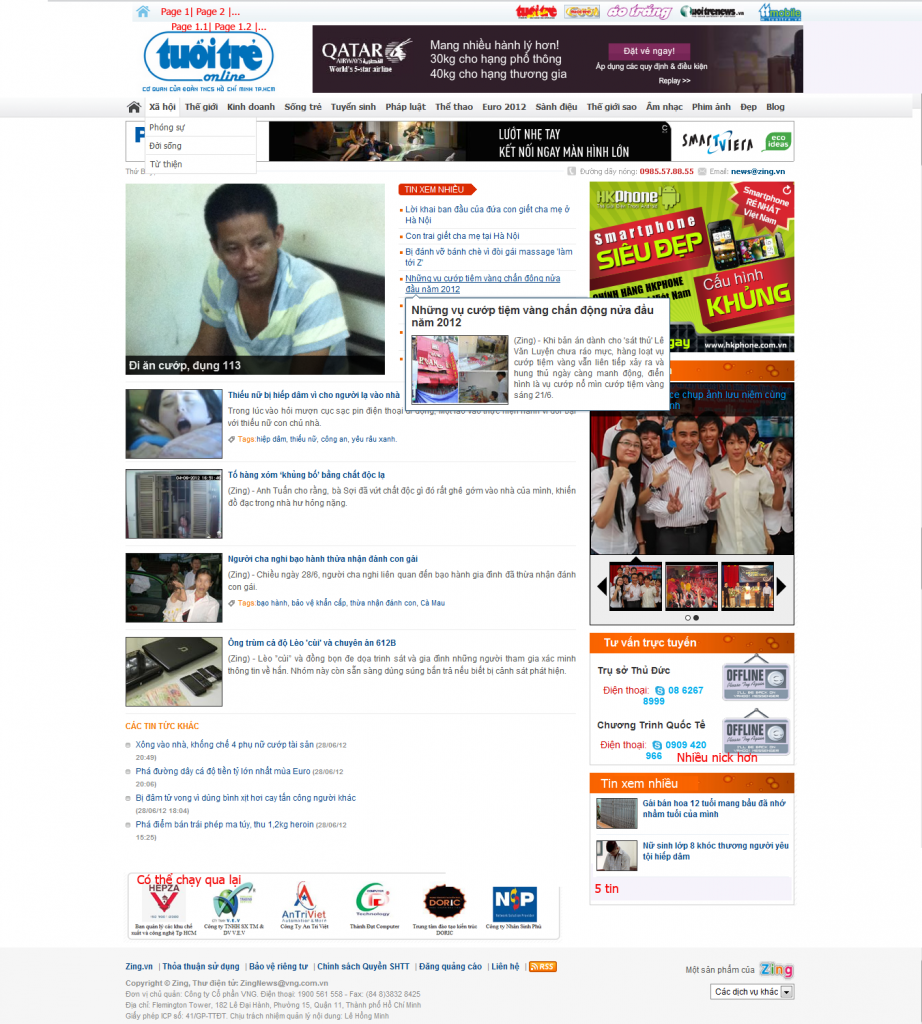 Page 1| Page 2 |...
tuổi trẻ
áo trắng
tuoitrenews.vn
mobile
Page 1.1| Page 1.2 |...
tuổi trẻ
online
CƠ QUAN CỦA ĐOÀN TNCS HỒ CHÍ MINH TP.HCM
QATAR
AIRWAYS
World's 5-star airline
Mang nhiều hành lý hơn!
30kg cho hạng phổ thông
40kg cho hạng thương gia
Đặt vé ngay!
Áp dụng các quy định & điều kiện
Replay >>
Xã hội Thế giới Kinh doanh Sống trẻ Tuyển sinh Pháp luật Thể thao Euro 2012 Sành điệu Thế giới sao Âm nhạc Phim ảnh Đẹp Blog
Phóng sự
Đời sống
Từ thiện
LƯỚT NHẸ TAY
KẾT NỐI NGAY MÀN HÌNH LỚN
SMART VIERA
eco
ideas
Đường dây nóng: 0985.57.88.55 Email: news@zing.vn
Đi ăn cướp, dụng 113
TIN XEM NHIỀU
Lời khai ban đầu của đứa con giết cha mẹ ở
Hà Nội
Con trai giết cha mẹ tại Hà Nội
Bị đánh vỡ bánh chè vì đòi gái massage 'làm
tới Z'
Những vụ cướp tiệm vàng chấn động nửa
đầu năm 2012
Những vụ cướp tiệm vàng chấn động nửa đầu
năm 2012
(Zing) - Khi bản án dành cho 'sát thủ' Lê
Văn Luyện chưa ráo mực, hàng loạt vụ
cướp tiệm vàng vẫn liên tiếp xảy ra và
hung thủ ngày càng manh động, điển
hình là vụ cướp nổ mìn cướp tiệm vàng
sáng 21/6.
HKPhone
Smartphone
RẺ NHẤT
Việt Nam
Smartphone
SIÊU ĐẸP
Cấu hình
KHỦNG
CHÍNH HÃNG HKPHONE
Việt Nam
gay
www.hkphone.com.vn
ce chụp ảnh lưu niệm cùng
Thiếu nữ bị hiếp dâm vì cho người lạ vào nhà
Trong lúc vào hỏi mượn cục sạc pin điện thoại
với thiếu nữ con chủ nhà.
Tags:hiếp dâm, thiếu nữ, công an, yêu râu xanh.
Tố hàng xóm 'khủng bố' bằng chất độc lạ
(Zing) - Anh Tuấn cho rằng, bà Sợi đã vứt chất độc gì đó rất ghê gớm vào nhà của mình, khiến
đồ đạc trong nhà hư hỏng nặng.
Người cha nghi bạo hành thừa nhận đánh con gái
(Zing) - Chiều ngày 28/6, người cha nghi liên quan đến bạo hành gia đình đã thừa nhận đánh
con gái.
Tags:bạo hành, bảo vệ khẩn cấp, thừa nhận đánh con, Cà Mau
Ông trùm cá độ Lèo 'cùi' và chuyên án 612B
(Zing) - Lèo "cùi" và đồng bọn đe dọa trinh sát và gia đình những người tham gia xác minh
thông tin về hắn. Nhóm này còn sẵn sàng dùng súng bắn trả nếu biết bị cảnh sát phát hiện.
Tư vấn trực tuyến
Trụ sở Thủ Đức
Điện thoại: 08 6267
8999
OFFLINE
Chương Trình Quốc Tế
Điện thoại: 0909 420
966
OFFLINE
Nhiều nick hơn
CÁC TIN TỨC KHÁC
Xông vào nhà, khống chế 4 phụ nữ cướp tài sản (28/06/12
20:49)
Phá đường dây cá độ tiền tỷ lớn nhất mùa Euro (28/06/12
20:06)
Bị đâm tử vong vì dùng bình xịt hơi cay tấn công người khác
(28/06/12 18:04)
Phá điểm bán trái phép ma túy, thu 1,2kg heroin (28/06/12
15:25)
Tin xem nhiều
Gái bán hoa 12 tuổi mang bầu đã nhớ
nhầm tuổi của mình
Nữ sinh lớp 8 khóc thương người yêu
tội hiếp dâm
5 tin
Có thể chạy qua lại
HEPZA
Ban quản lý các khu chế
xuất và công nghệ Tp HCM
Công ty TNHH SX TM &
DV V.E.V
AnTriViet
Công Ty An Trí Việt
Technology
Thành Đạt Computer
DORIC
Trung tâm đào tạo kiến trúc
DORIC
NIP
Công ty Nhân Sinh Phú
Zing.vn | Thỏa thuận sử dụng | Bảo vệ riêng tư | Chính sách Quyền SHTT | Đăng quảng cáo | Liên hệ | RSS
Copyright © Zing, Thư điện tử: ZingNews@vng.com.vn
Đơn vị chủ quản: Công ty Cổ phần VNG. Điện thoại: 1900 561 558 - Fax: (84 8)3832 8425
Địa chỉ: Flemington Tower, 182 Lê Đại Hành, Phường 15, Quận 11, Thành phố Hồ Chí Minh
Giấy phép ICP số: 41/GP-TTĐT. Chịu trách nhiệm quản lý nội dung: Lê Hồng Minh
Một sản phẩm của Zing
Các dịch vụ khác